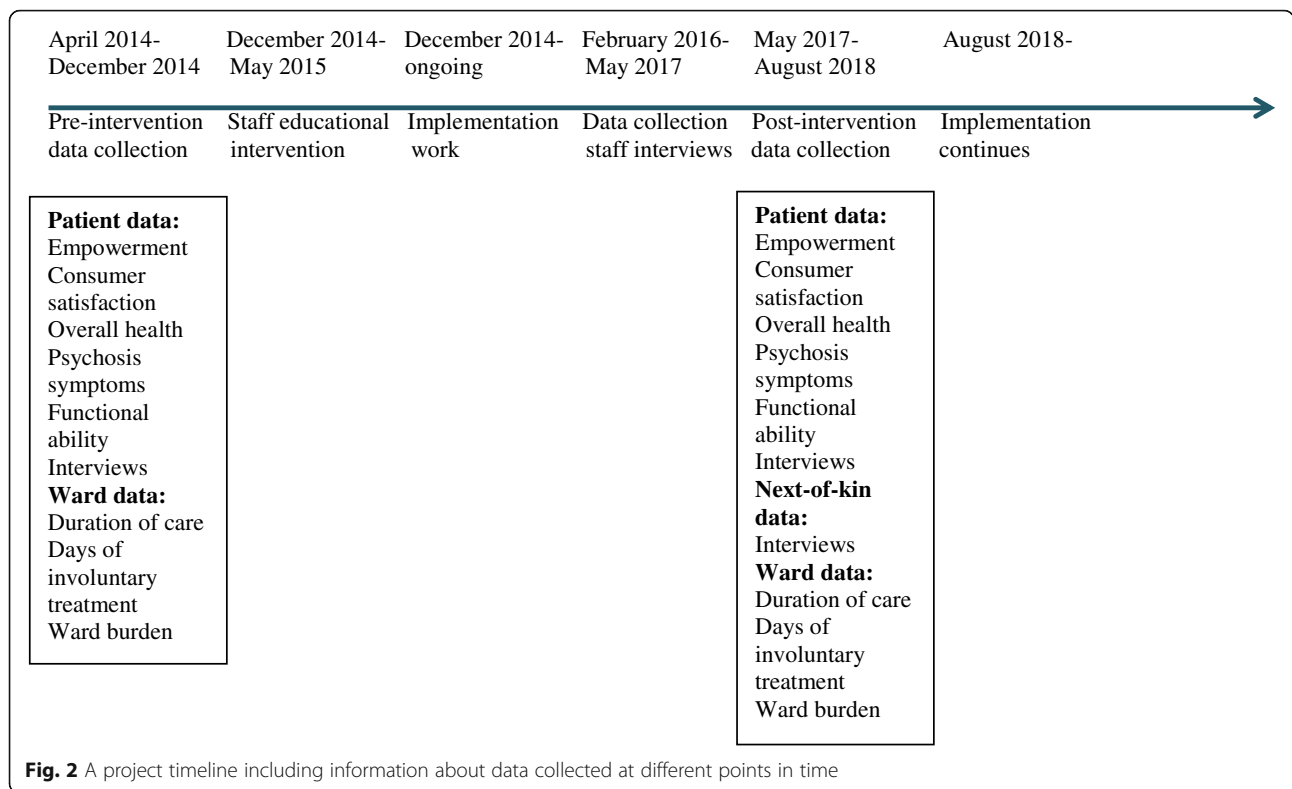 April 2014-
December 2014
December 2014-
May 2015
December 2014-
ongoing
February 2016-
May 2017
May 2017-
August 2018
August 2018-
Pre-intervention
data collection
Staff educational
intervention
Implementation
work
Data collection
staff interviews
Post-intervention
data collection
Implementation
continues
Patient data:
Empowerment
Consumer
satisfaction
Overall health
Psychosis
symptoms
Functional
ability
Interviews
Ward data:
Duration of care
Days of
involuntary
treatment
Ward burden
Patient data:
Empowerment
Consumer
satisfaction
Overall health
Psychosis
symptoms
Functional
ability
Interviews
Next-of-kin
data:
Interviews
Ward data:
Duration of care
Days of
involuntary
treatment
Ward burden
Fig. 2 A project timeline including information about data collected at different points in time